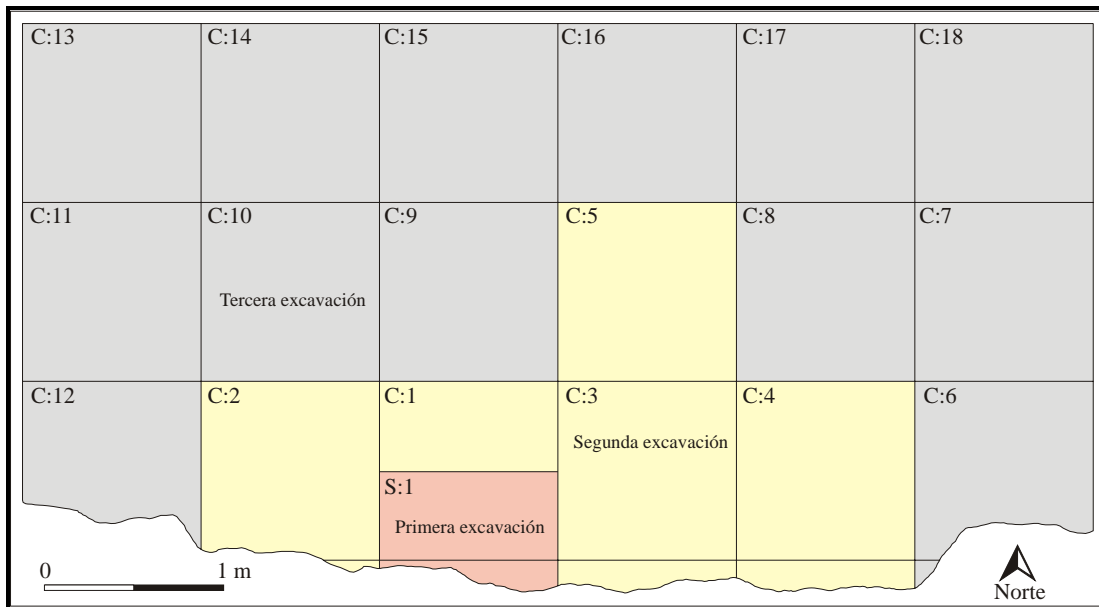 C:13 C:14 C:15 C:16 C:17 C:18
C:11 C:10 C:9 C:5 C:8 C:7
Tercera excavación
C:12 C:2 C:1 C:3 C:4 C:6
Segunda excavación
S:1
Primera excavación
0 1 m
Norte